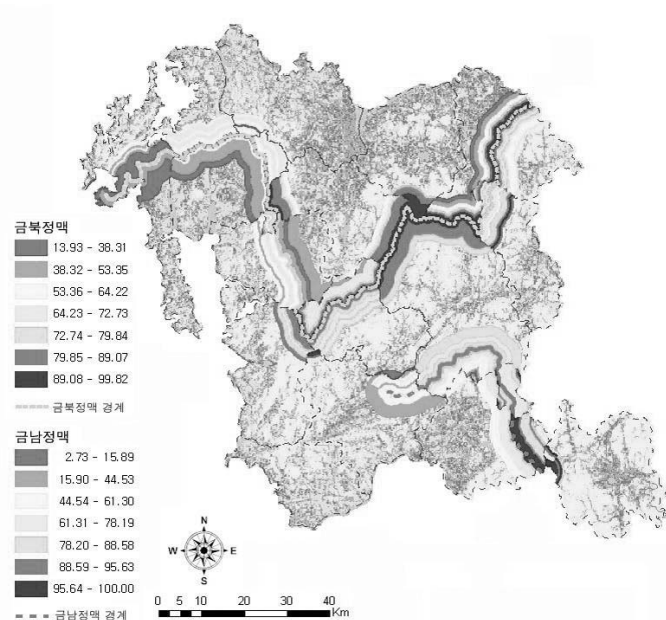 금북정맥
13.93 - 38.31
38.32 - 53.35
53.36 - 64.22
64.23 - 72.73
72.74 - 79.84
79.85 - 89.07
89.08 - 99.82
금북정맥 경계
금남정맥
2.73 - 15.89
15.90 - 44.53
44.54 - 61.30
61.31 - 78.19
78.20 - 88.58
88.59 - 95.63
95.64 - 100.00
금남정맥 경계
N
W E
S
0 5 10 20 30 40
Km